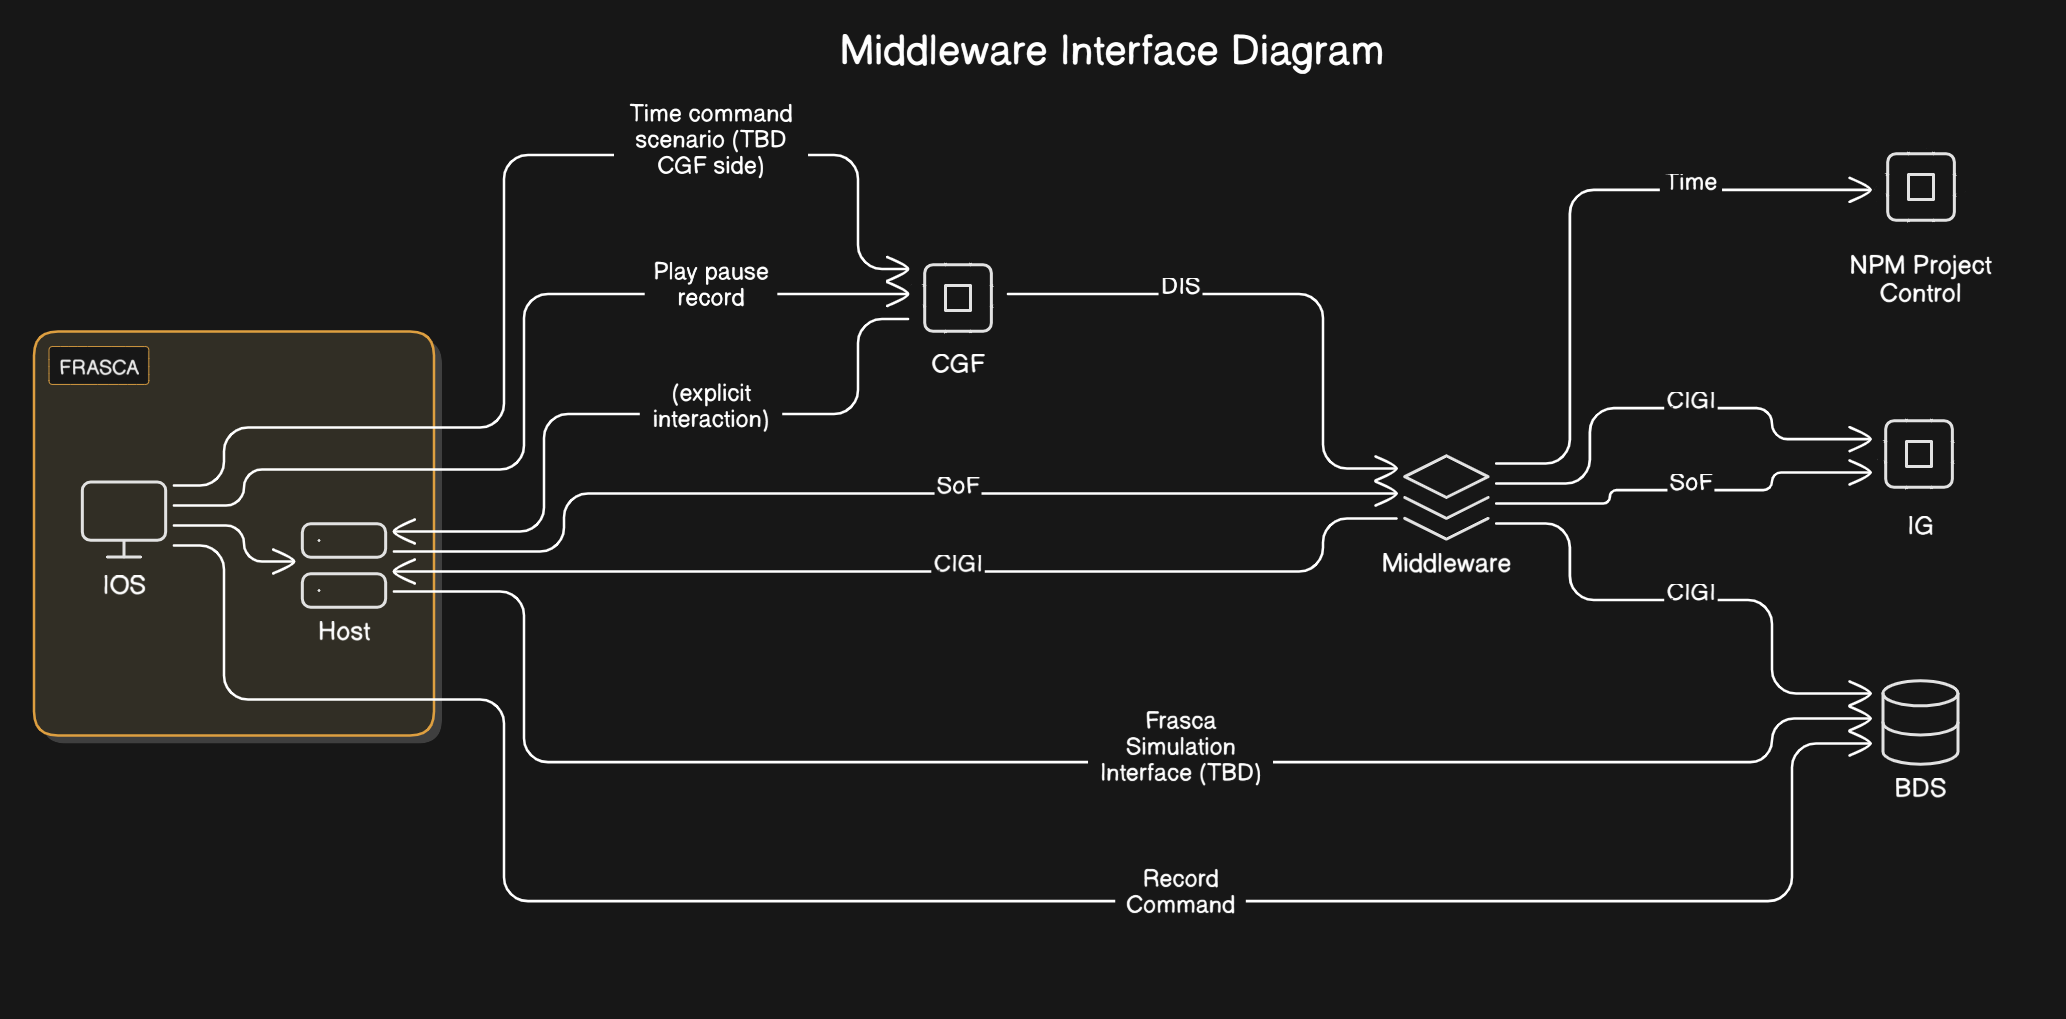 Middleware Interface Diagram
Time command
scenario (TBD
CGF side)
Time
NPM Project
Control
Play pause
record
DIS
CGF
FRASCA
(explicit
interaction)
CIGI
SoF
SoF
IG
CIGI
Middleware
IOS
Host
CIGI
Frasca
Simulation
Interface (TBD)
BDS
Record
Command